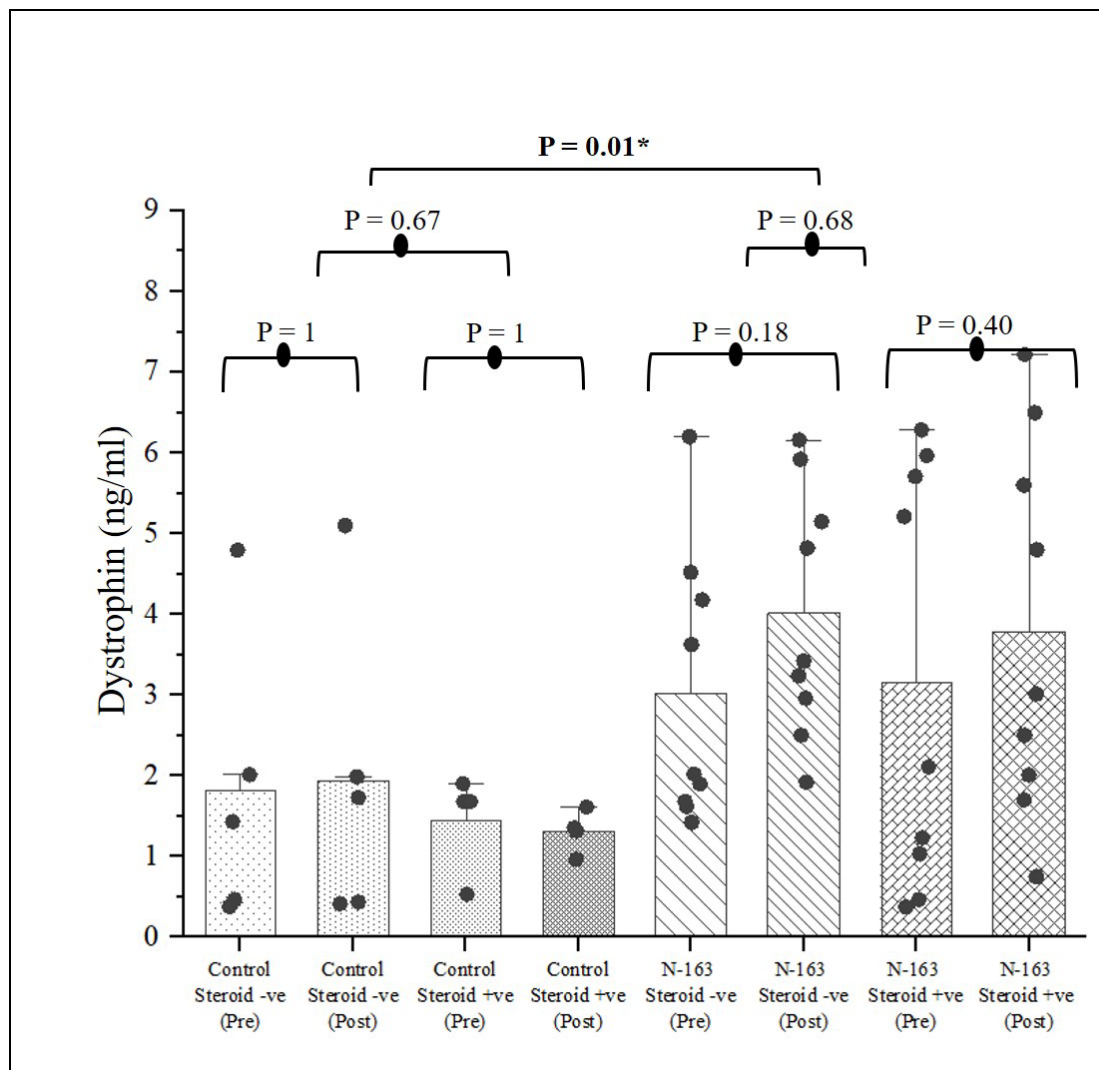 P = 0.01*
P = 0.67
P = 0.68
P = 1
P = 1
P = 0.18
P = 0.40
Dystrophin (ng/ml)
9
8
7
6
5
4
3
2
1
0
Control
Steroid -ve
(Pre)
Control
Steroid -ve
(Post)
Control
Steroid +ve
(Pre)
Control
Steroid +ve
(Post)
N-163
Steroid -ve
(Pre)
N-163
Steroid -ve
(Post)
N-163
Steroid +ve
(Pre)
N-163
Steroid +ve
(Post)